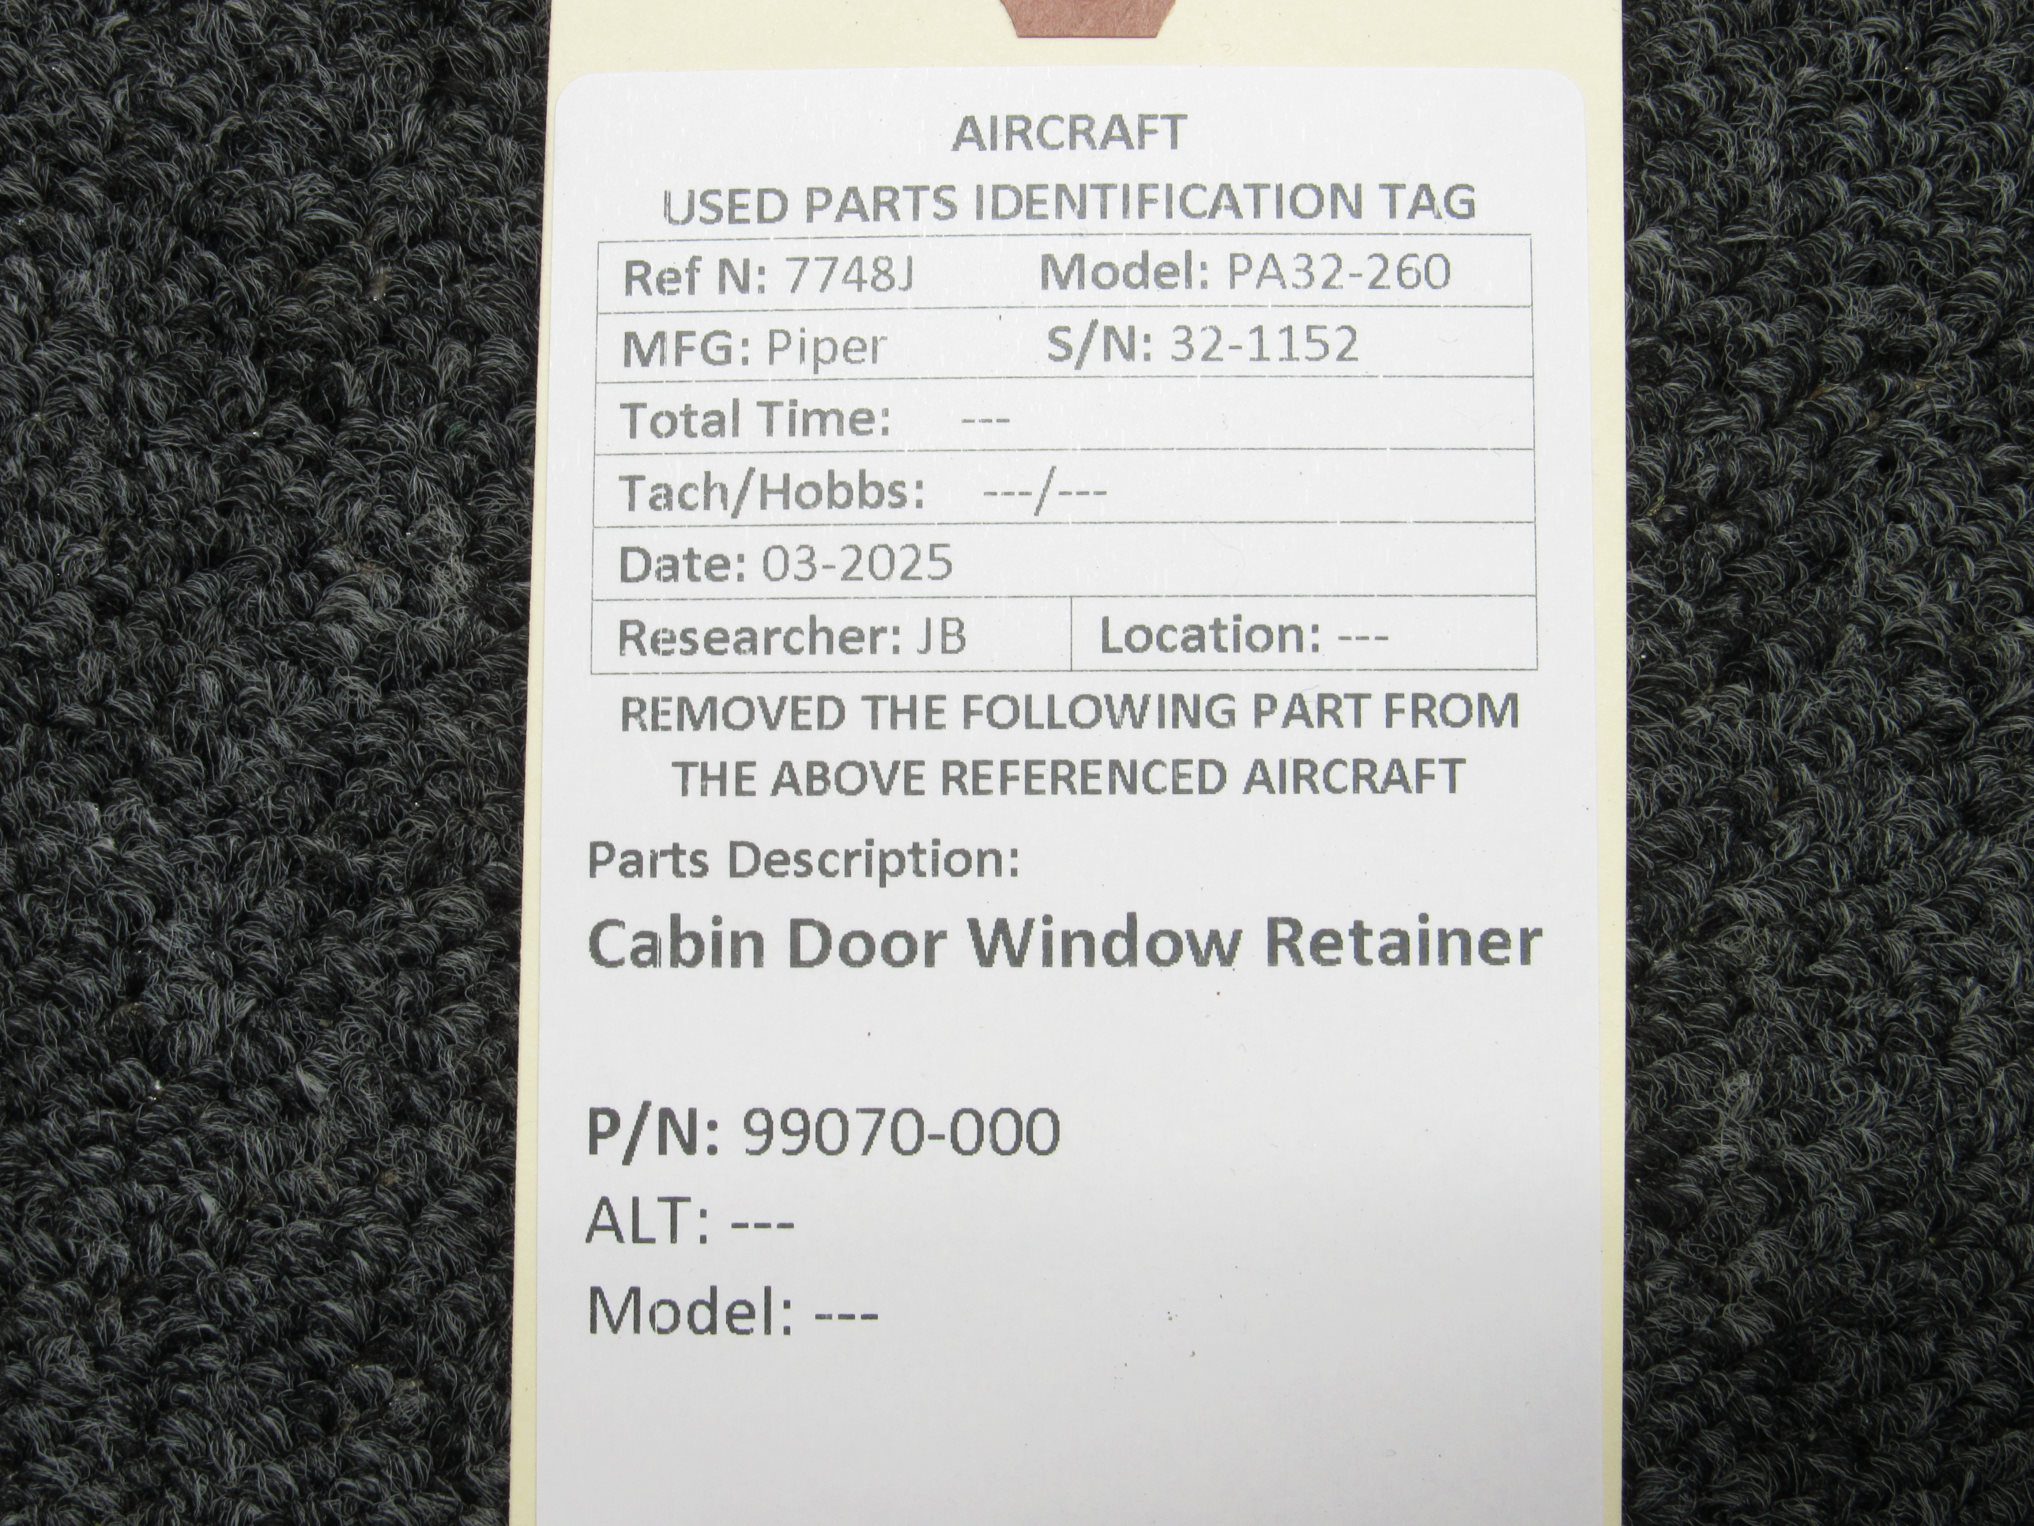 AIRCRAFT
USED PARTS IDENTIFICATION TAG
Ref N: 7748J Model: PA32-260
MFG: Piper S/N: 32-1152
Total Time: ---
Tach/Hobbs: ---/---
Date: 03-2025
Researcher: JB Location: ---
REMOVED THE FOLLOWING PART FROM
THE ABOVE REFERENCED AIRCRAFT
Parts Description:
Cabin Door Window Retainer
P/N: 99070-000
ALT: ---
Model: ---